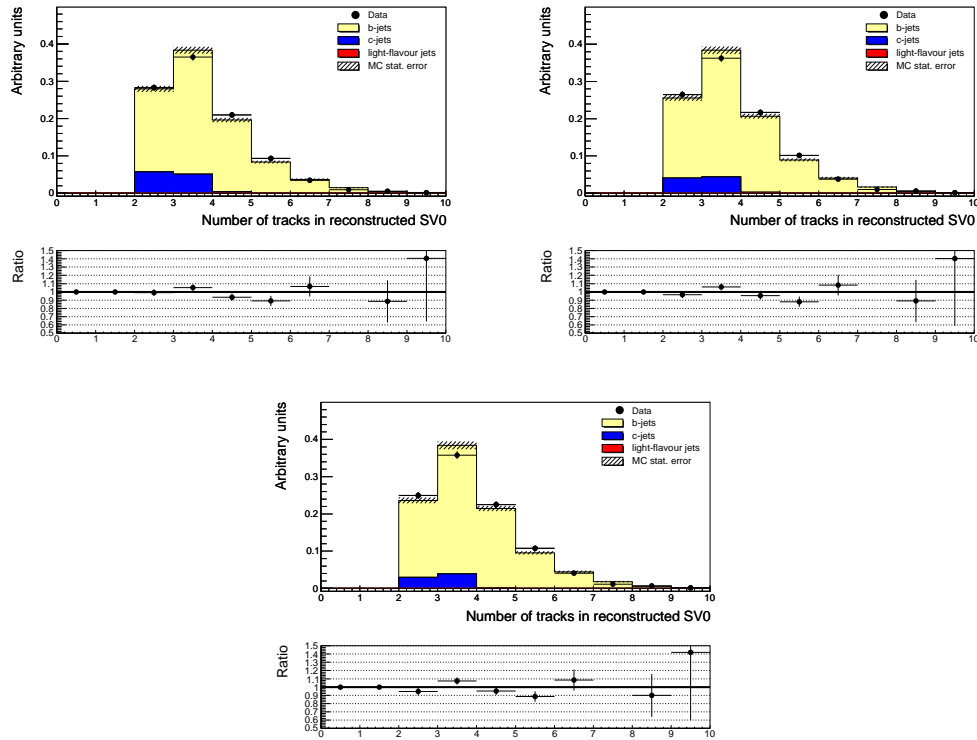 Arbitrary units
0.4
0.3
0.2
0.1
0
Data
b-jets
c-jets
light-flavour jets
MC stat. error
0 1 2 3 4 5 6 7 8 9 10
Number of tracks in reconstructed SV0
Ratio
1.5
1.4
1.3
1.2
1.1
1
0.9
0.8
0.7
0.6
0.5
0 1 2 3 4 5 6 7 8 9 10
Arbitrary units
0.4
0.3
0.2
0.1
0
Data
b-jets
c-jets
light-flavour jets
MC stat. error
0 1 2 3 4 5 6 7 8 9 10
Number of tracks in reconstructed SV0
Ratio
1.5
1.4
1.3
1.2
1.1
1
0.9
0.8
0.7
0.6
0.5
0 1 2 3 4 5 6 7 8 9 10
Arbitrary units
0.4
0.3
0.2
0.1
0
Data
b-jets
c-jets
light-flavour jets
MC stat. error
0 1 2 3 4 5 6 7 8 9 10
Number of tracks in reconstructed SV0
Ratio
1.5
1.4
1.3
1.2
1.1
1
0.9
0.8
0.7
0.6
0.5
0 1 2 3 4 5 6 7 8 9 10